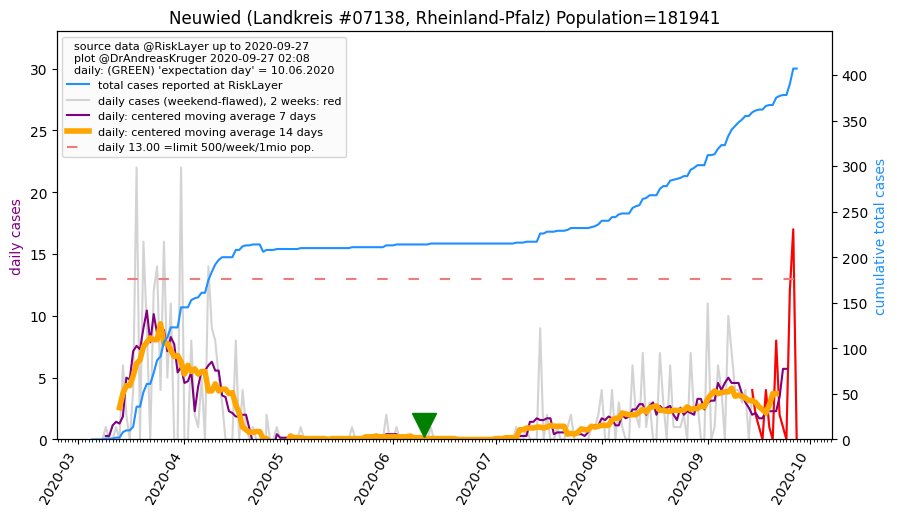 Neuwied (Landkreis #07138, Rheinland-Pfalz) Population=181941
source data @RiskLayer up to 2020-09-27
plot @DrAndreasKruger 2020-09-27 02:08
daily: (GREEN) 'expectation day' = 10.06.2020
total cases reported at RiskLayer
daily cases (weekend-flawed), 2 weeks: red
daily: centered moving average 7 days
daily: centered moving average 14 days
daily 13.00 =limit 500/week/1mio pop.
daily cases
30
25
20
15
10
5
0
cumulative total cases
400
350
300
250
200
150
100
50
0
2020-03
2020-04
2020-05
2020-06
2020-07
2020-08
2020-09
2020-10